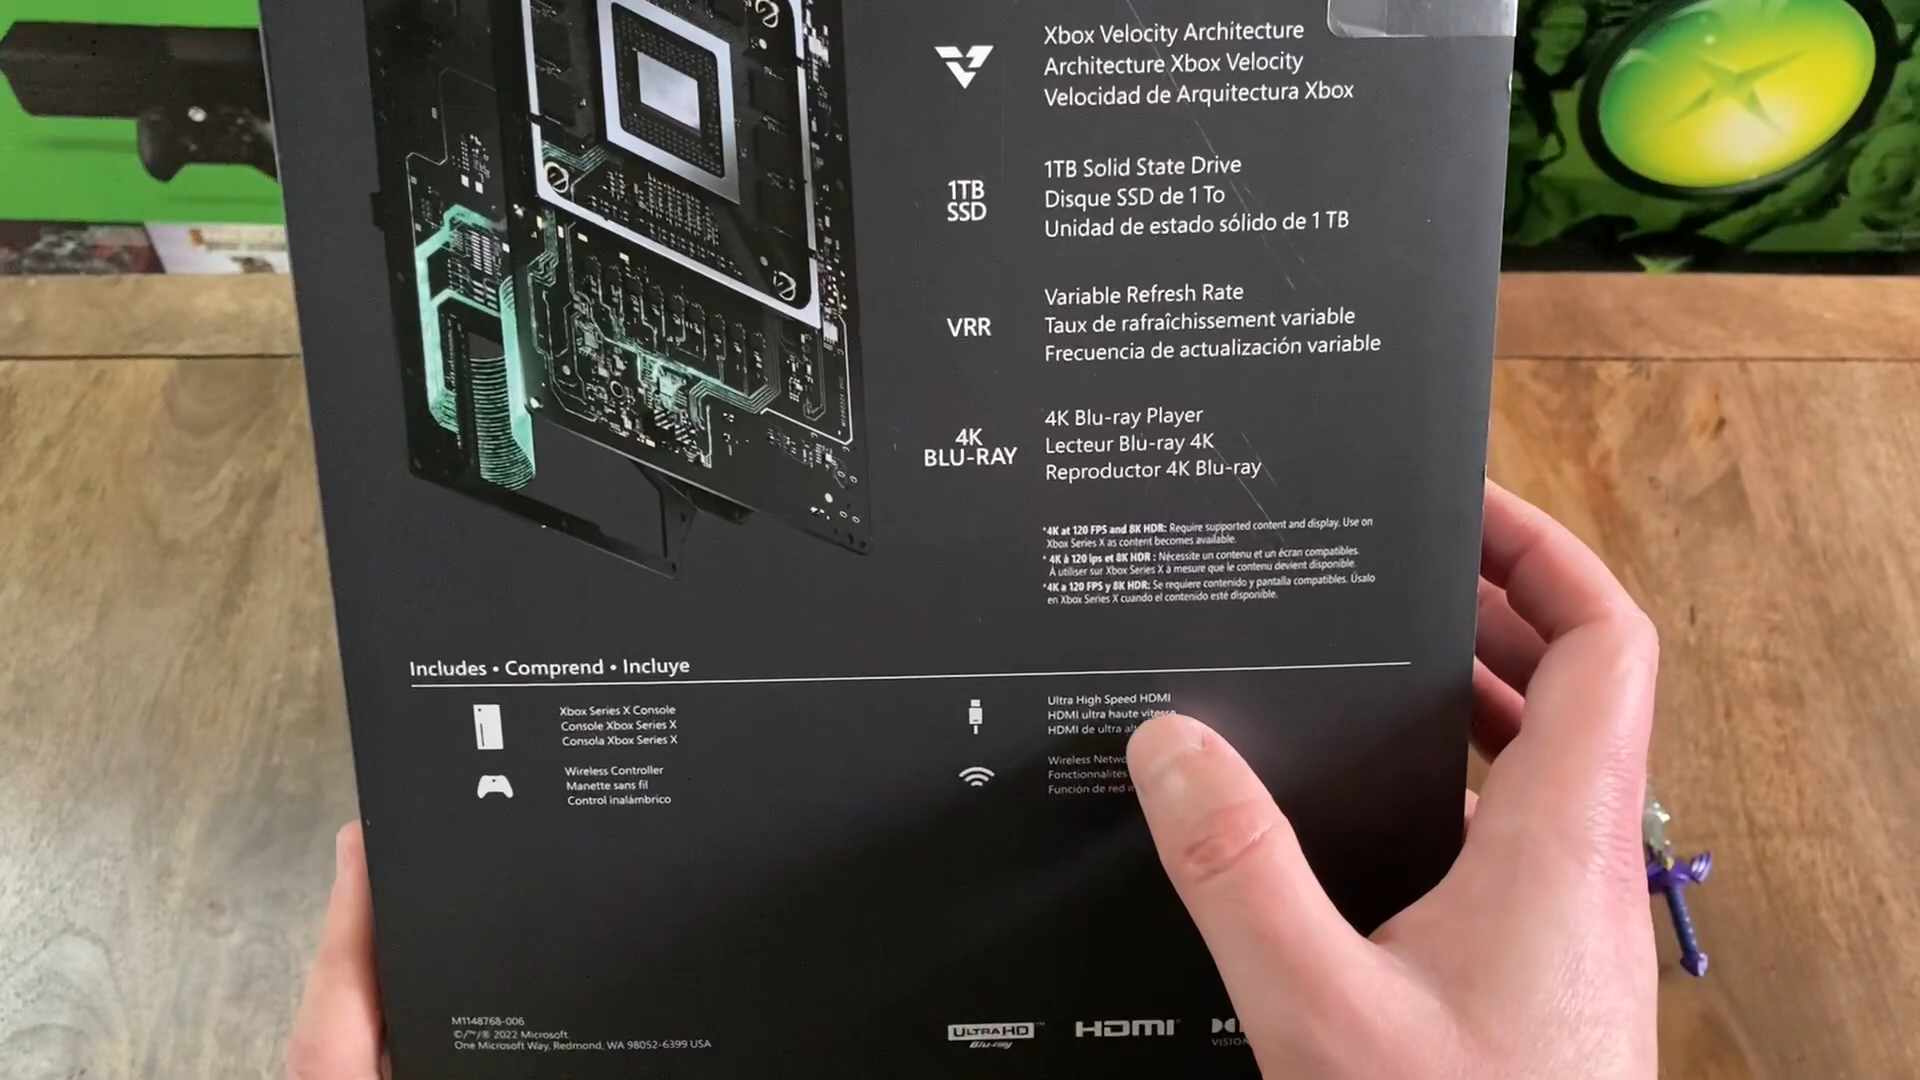 Xbox Velocity Architecture
Architecture Xbox Velocity
Velocidad de Arquitectura Xbox
1TB
SSD
1TB Solid State Drive
Disque SSD de 1 To
Unidad de estado sólido de 1 TB
VRR
Variable Refresh Rate
Taux de rafraîchissement variable
Frecuencia de actualización variable
4K
BLU-RAY
4K Blu-ray Player
Lecteur Blu-ray 4K
Reproductor 4K Blu-ray
*4K at 120 FPS and 8K HDR: Require supported content and display. Use on
Xbox Series X as content becomes available.
* 4K à 120 ips et 8K HDR : Nécessite un contenu et un écran compatibles.
À utiliser sur Xbox Series X à mesure que le contenu devient disponible.
*4K a 120 FPS y 8K HDR: Se requiere contenido y pantalla compatibles. Úsalo
en Xbox Series X cuando el contenido esté disponible.
Includes • Comprend • Incluye
Xbox Series X Console
Console Xbox Series X
Consola Xbox Series X
Wireless Controller
Manette sans fil
Control inalámbrico
Ultra High Speed HDMI
HDMI ultra haute vitesse
HDMI de ultra
Wireless
Fonctionnalites
Función de red
M1148768-006
©/™/® 2022 Microsoft
One Microsoft Way, Redmond, WA 98052-6399 USA
ULTRA HD
Blu-ray
HDMI
VISION